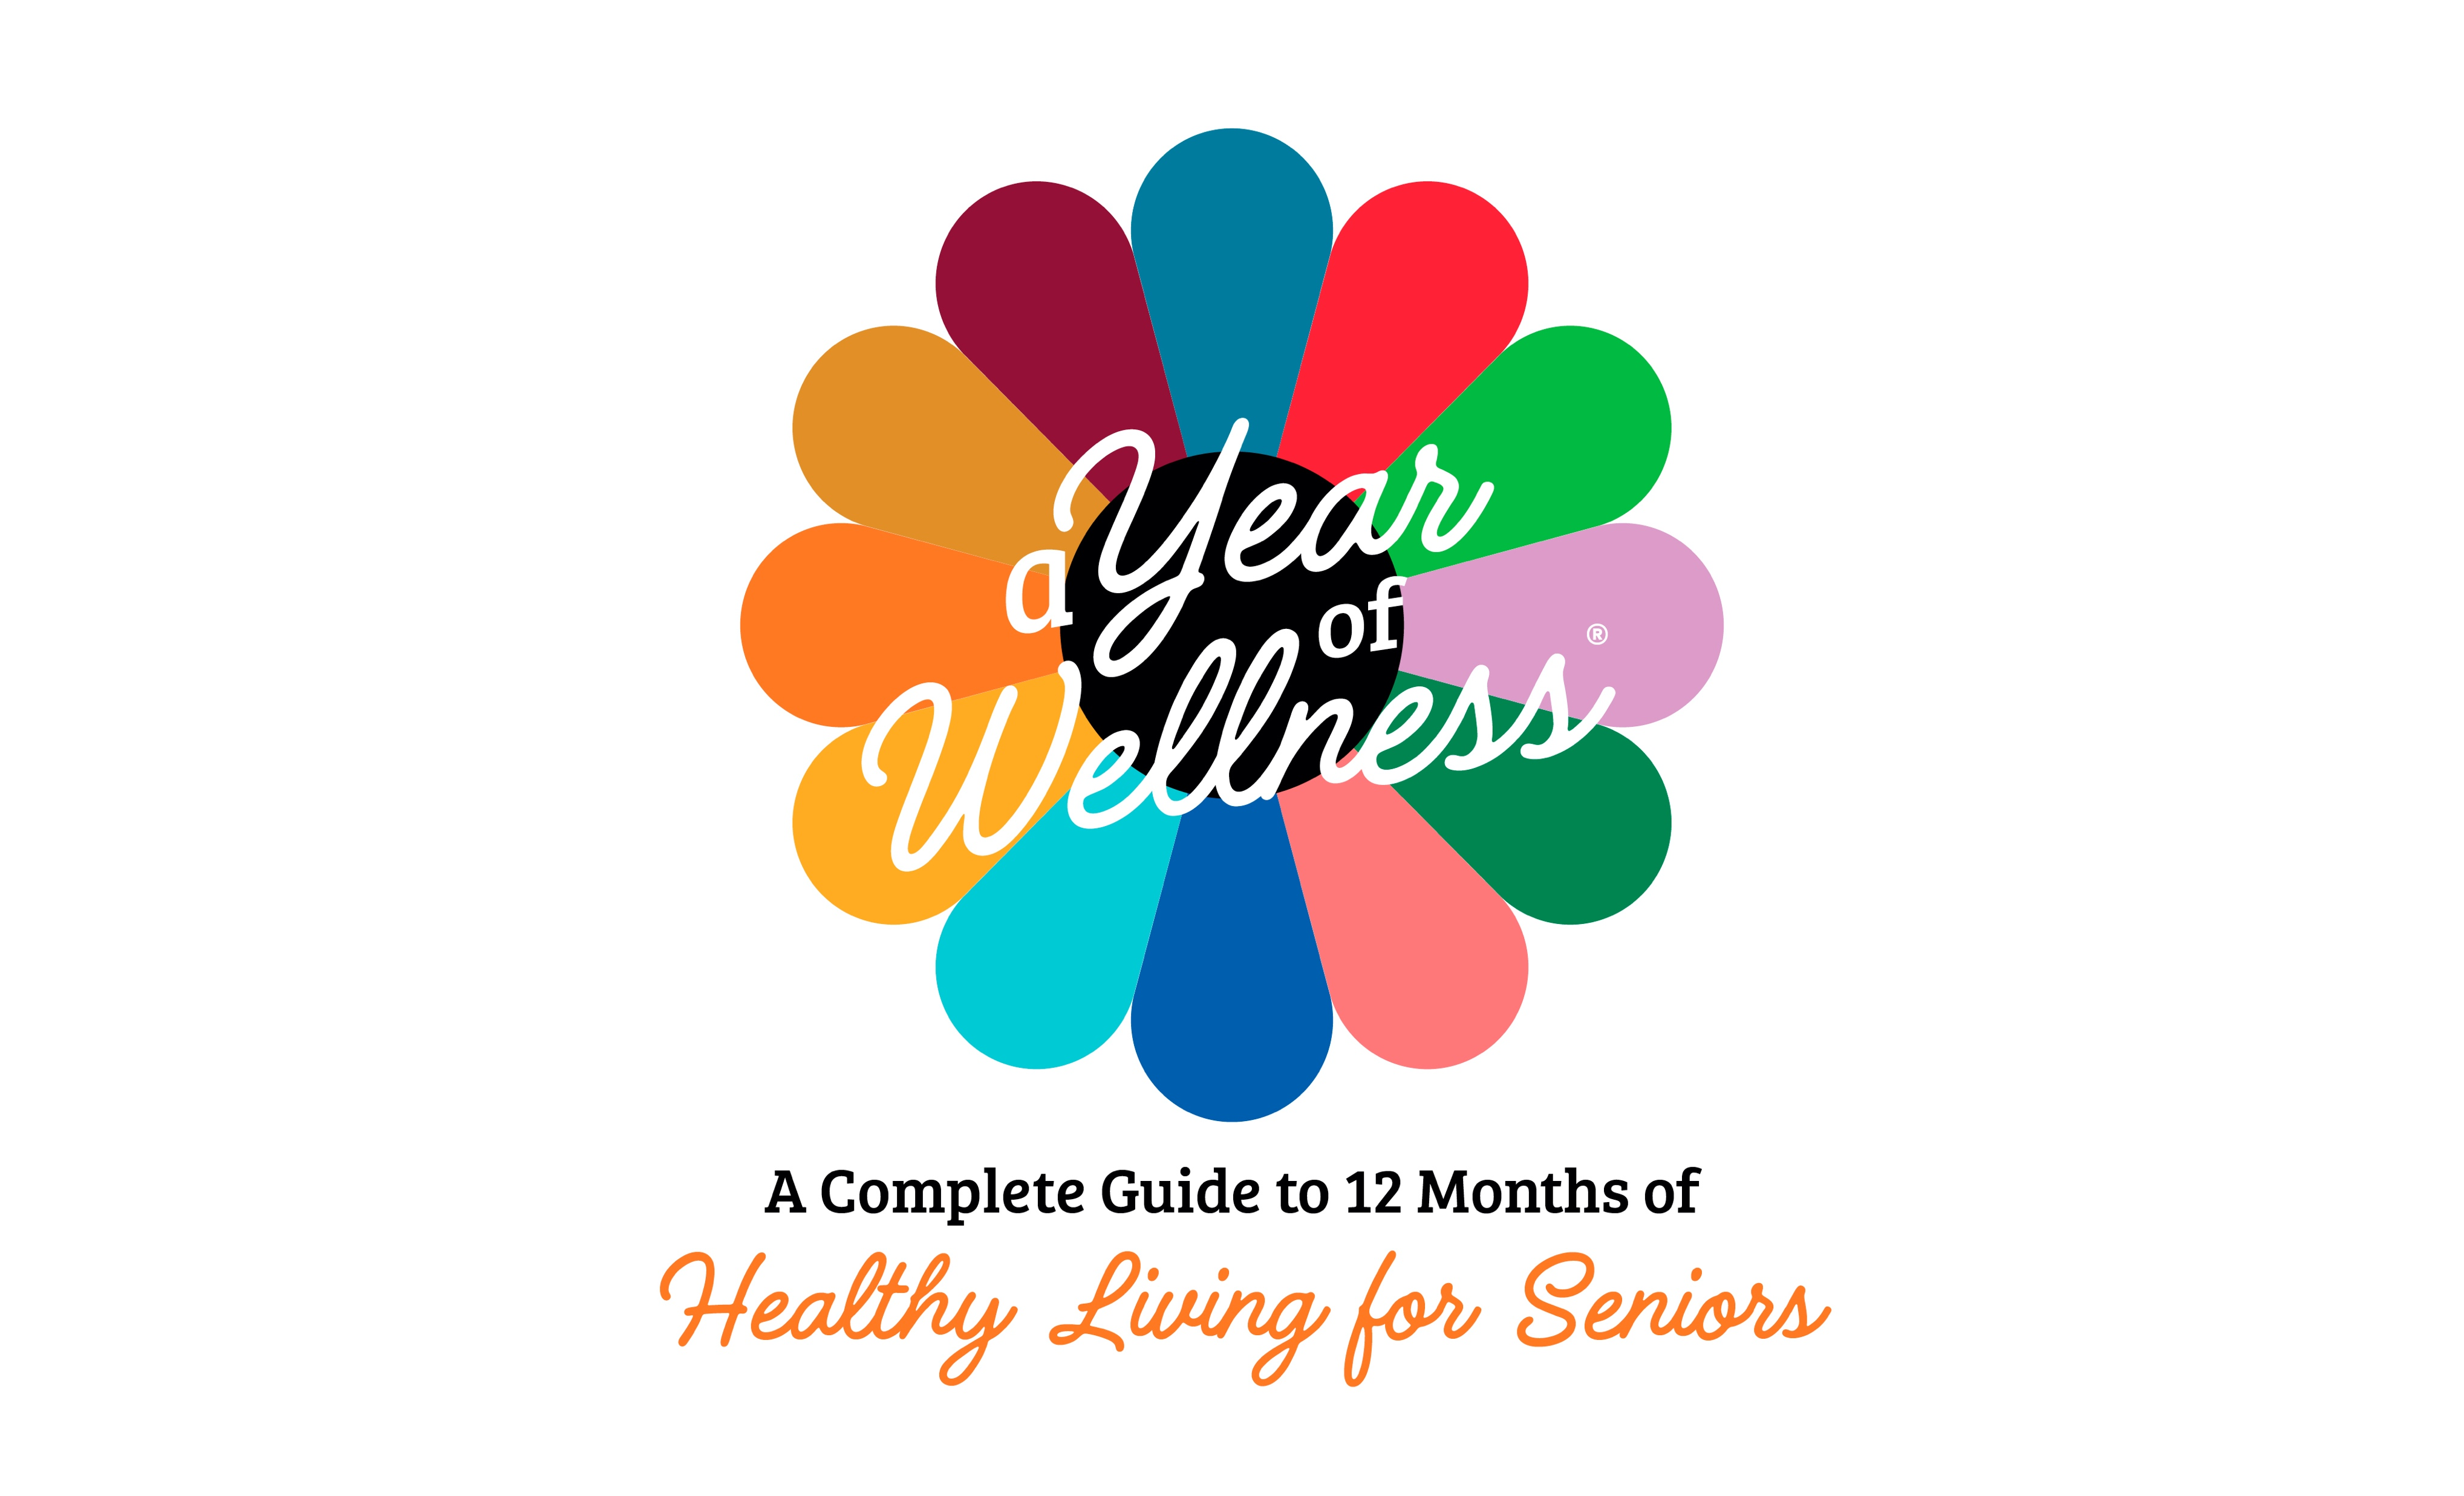 a Year
of
Wellness®
A Complete Guide to 12 Months of
Healthy Living for Seniors